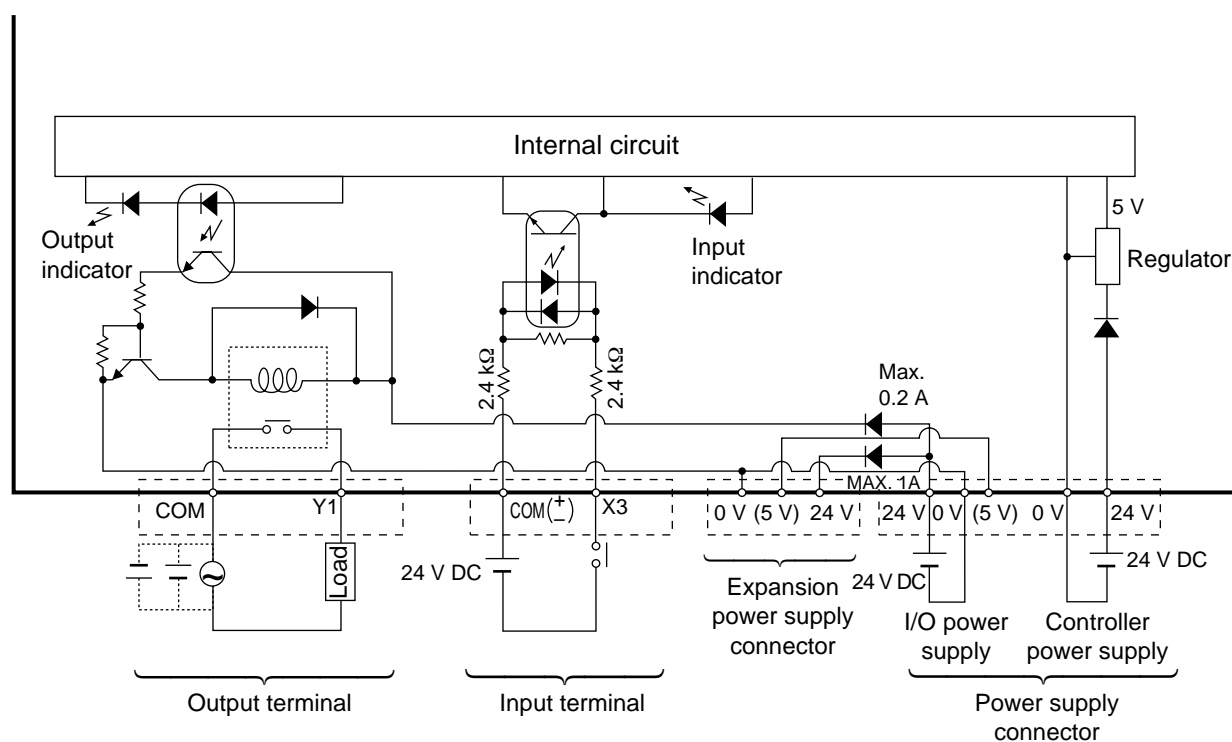 Internal circuit
5 V
Output
indicator
Input
indicator
Regulator
2.4 kΩ
2.4 kΩ
Max.
0.2 A
MAX. 1A
COM
Y1
COM(±)
X3
0 V
(5 V)
24 V
24 V
0 V
(5 V)
0 V
24 V
Load
24 V DC
24 V DC
24 V DC
Expansion
power supply
connector
I/O power
supply
Controller
power supply
Output terminal
Input terminal
Power supply
connector